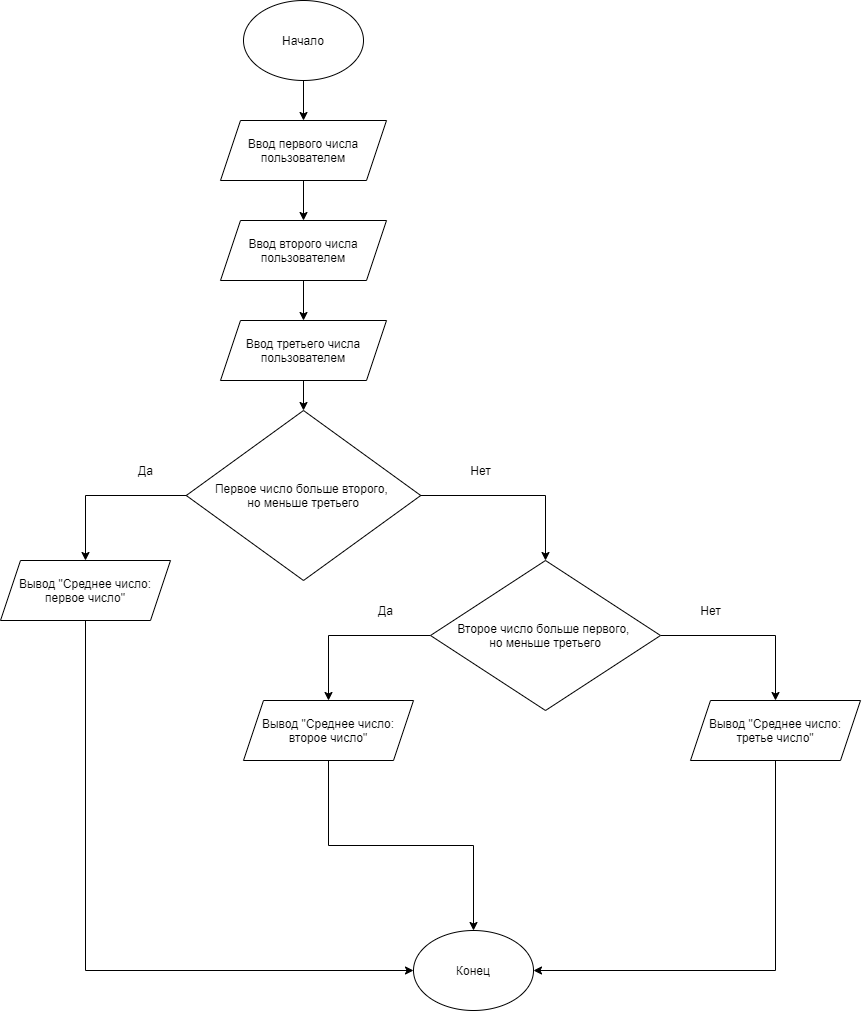 Начало
Ввод первого числа
пользователем
Ввод второго числа
пользователем
Ввод третьего числа
пользователем
Да
Нет
Первое число больше второго,
но меньше третьего
Вывод "Среднее число:
первое число"
Да
Нет
Второе число больше первого,
но меньше третьего
Вывод "Среднее число:
второе число"
Вывод "Среднее число:
третье число"
Конец